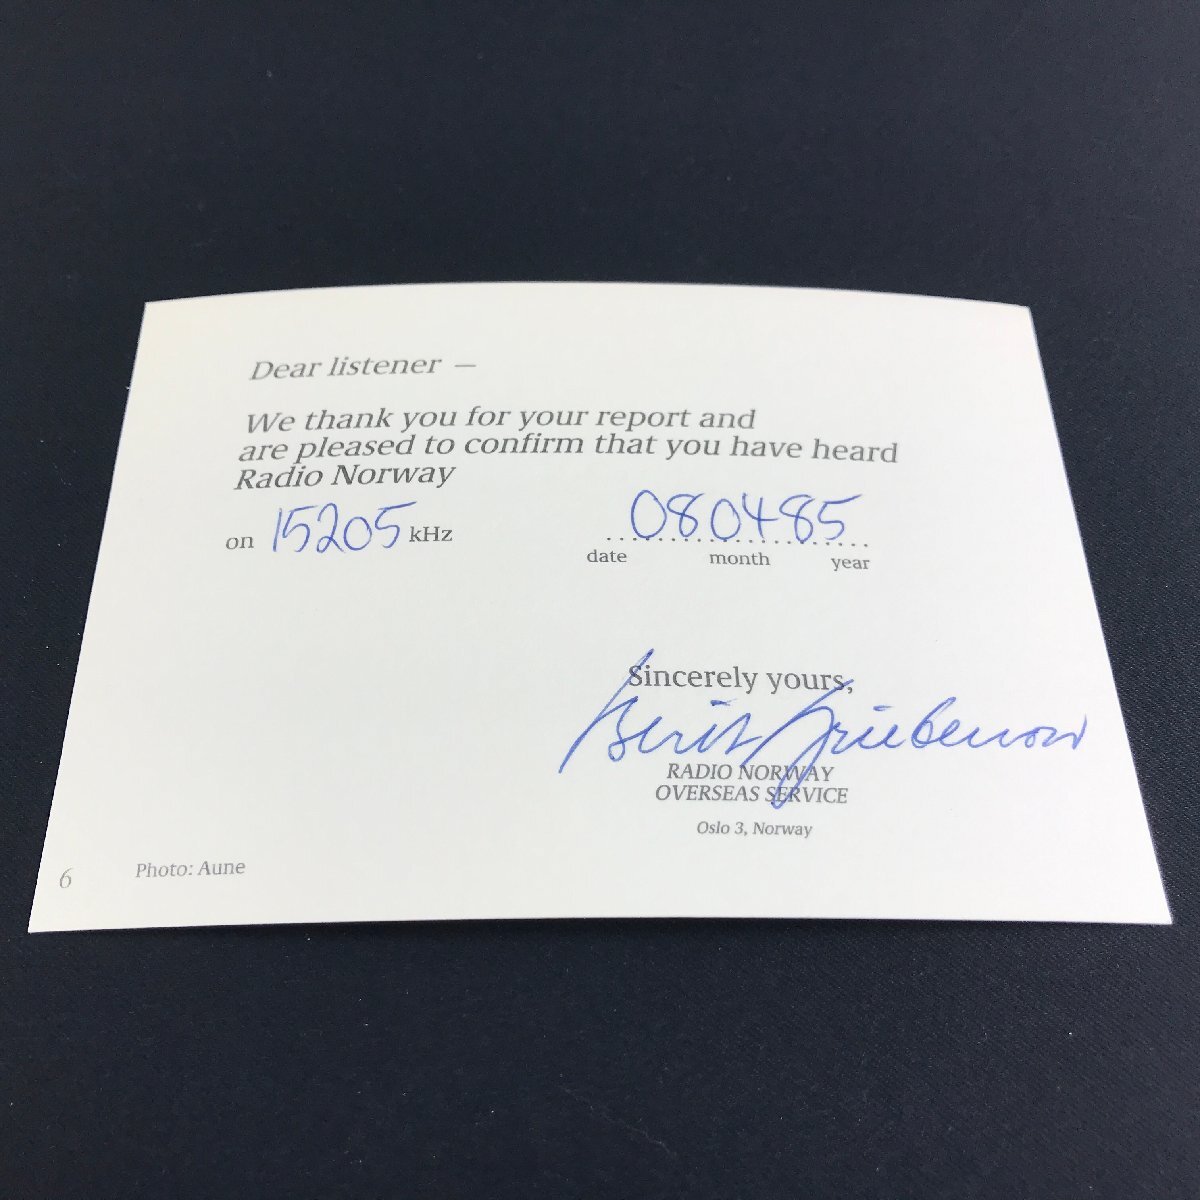 Dear listener —
We thank you for your report and
are pleased to confirm that you have heard
Radio Norway
on 15205 kHz
080485
date month year
Sincerely yours,
Berit Griebenow
RADIO NORWAY
OVERSEAS SERVICE
Oslo 3, Norway
6 Photo: Aune